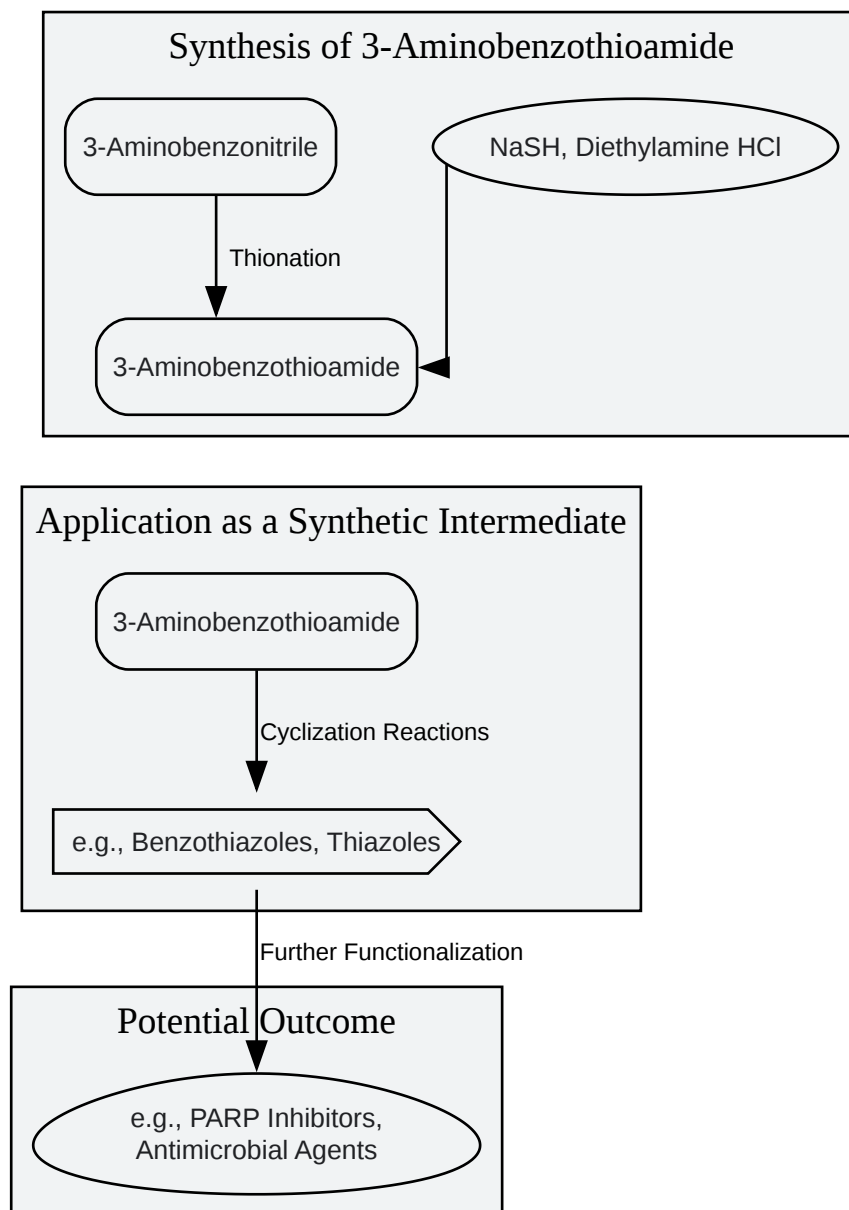 Synthesis of 3-Aminobenzothioamide
3-Aminobenzonitrile
NaSH, Diethylamine HCl
Thionation
3-Aminobenzothioamide
Application as a Synthetic Intermediate
3-Aminobenzothioamide
Cyclization Reactions
e.g., Benzothiazoles, Thiazoles
Further Functionalization
Potential Outcome
e.g., PARP Inhibitors,
Antimicrobial Agents